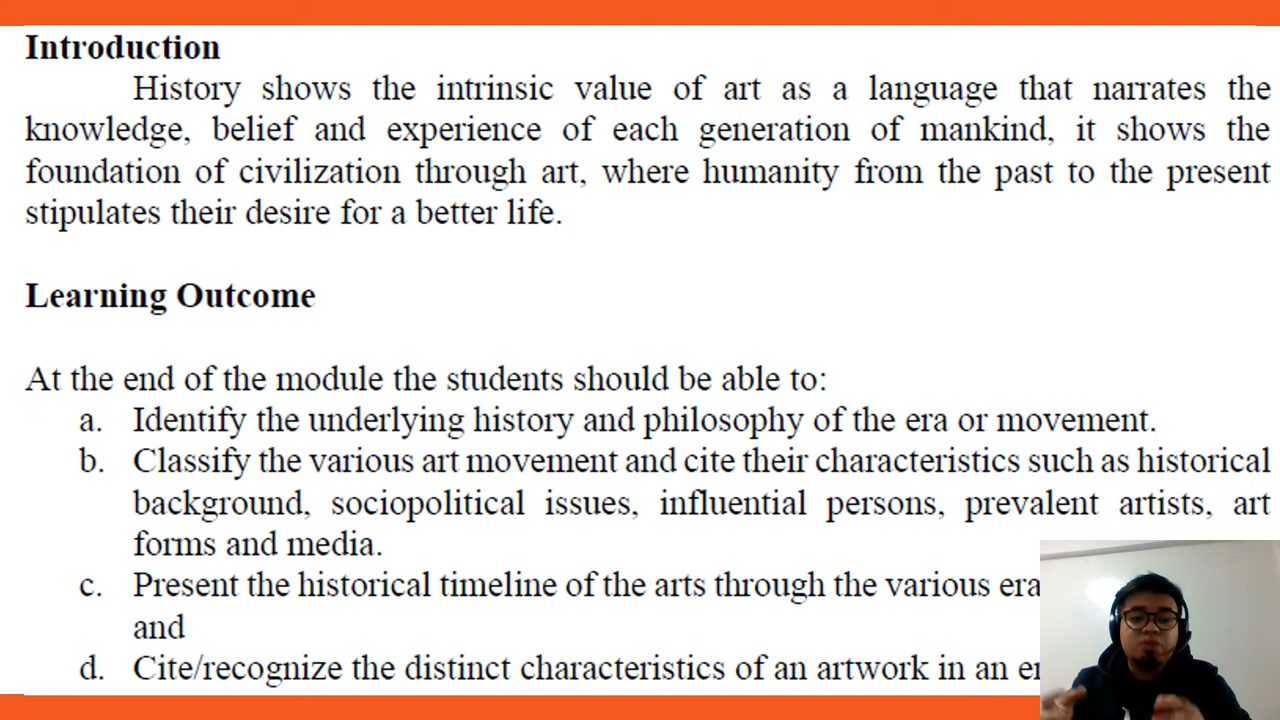 Introduction
History shows the intrinsic value of art as a language that narrates the
knowledge, belief and experience of each generation of mankind, it shows the
foundation of civilization through art, where humanity from the past to the present
stipulates their desire for a better life.
Learning Outcome
At the end of the module the students should be able to:
a. Identify the underlying history and philosophy of the era or movement.
b. Classify the various art movement and cite their characteristics such as historical
background, sociopolitical issues, influential persons, prevalent artists, art
forms and media.
c. Present the historical timeline of the arts through the various
and
d. Cite/recognize the distinct characteristics of an artwork in an